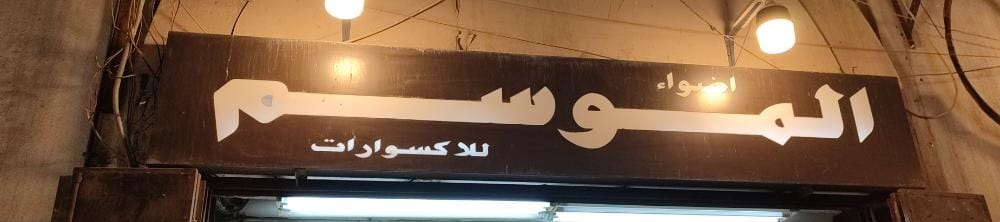 اضواء
الموسم
للاكسوارات